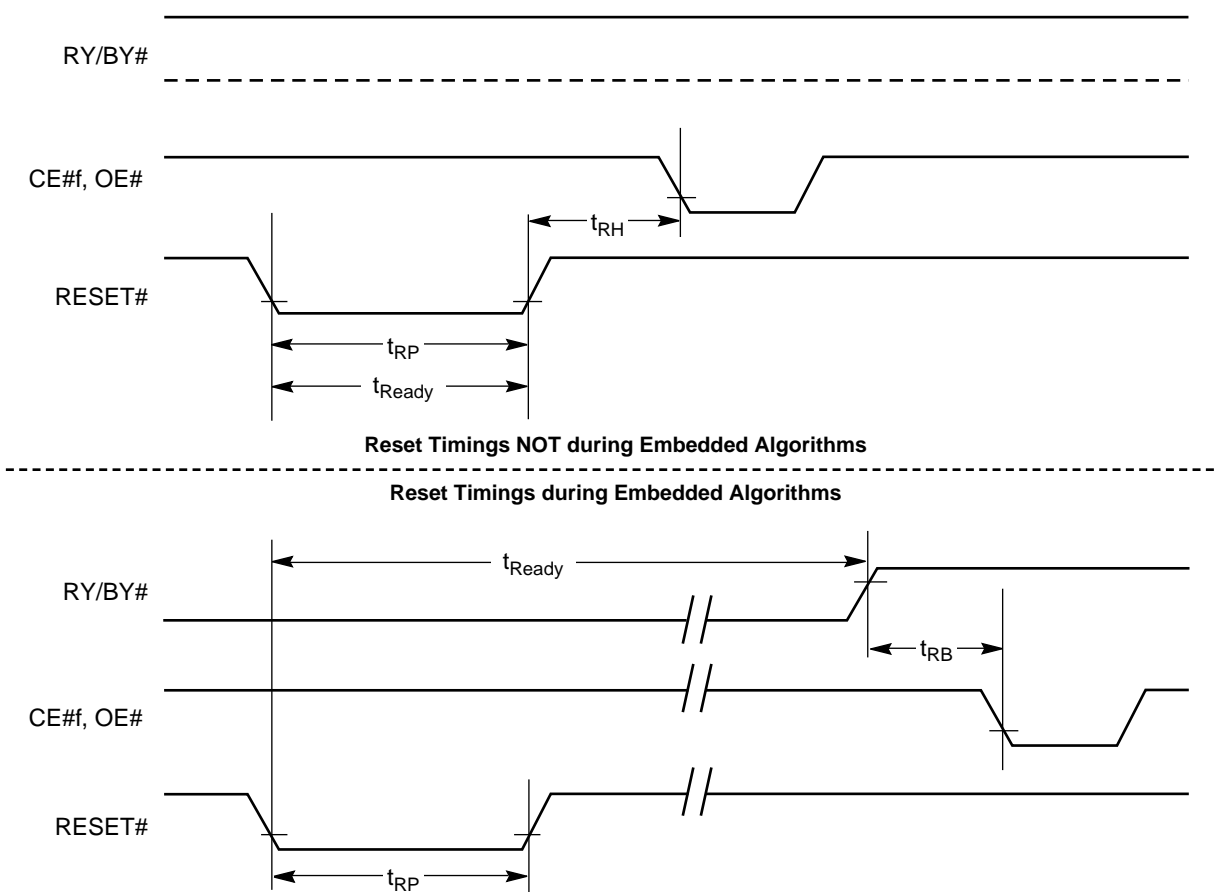 RY/BY#
CE#f, OE#
tRH
RESET#
tRP
tReady
Reset Timings NOT during Embedded Algorithms
Reset Timings during Embedded Algorithms
tReady
RY/BY#
tRB
CE#f, OE#
RESET#
tRP